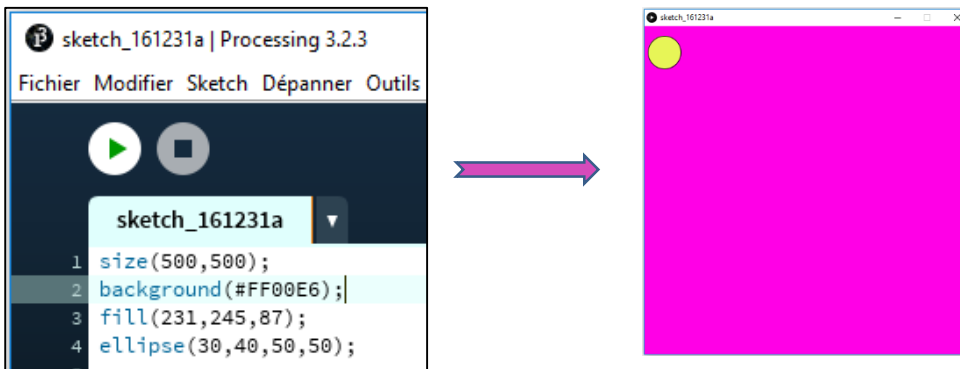 sketch_161231a | Processing 3.2.3
Fichier Modifier Sketch Dépanner Outils
sketch_161231a
1 size(500,500);
2 background(#FF00E6);
3 fill(231,245,87);
4 ellipse(30,40,50,50);
sketch_161231a